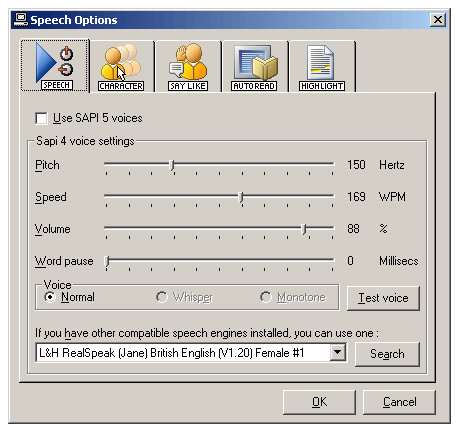 Speech Options
SPEECH CHARACTER SAY LIKE AUTOREAD HIGHLIGHT
Use SAPI 5 voices
Sapi 4 voice settings
Pitch 150 Hertz
Speed 169 WPM
Volume 88 %
Word pause 0 Millisecs
Voice
Normal Whisper Monotone Test voice
If you have other compatible speech engines installed, you can use one :
L&H RealSpeak (Jane) British English (V1.20) Female #1 Search
OK Cancel